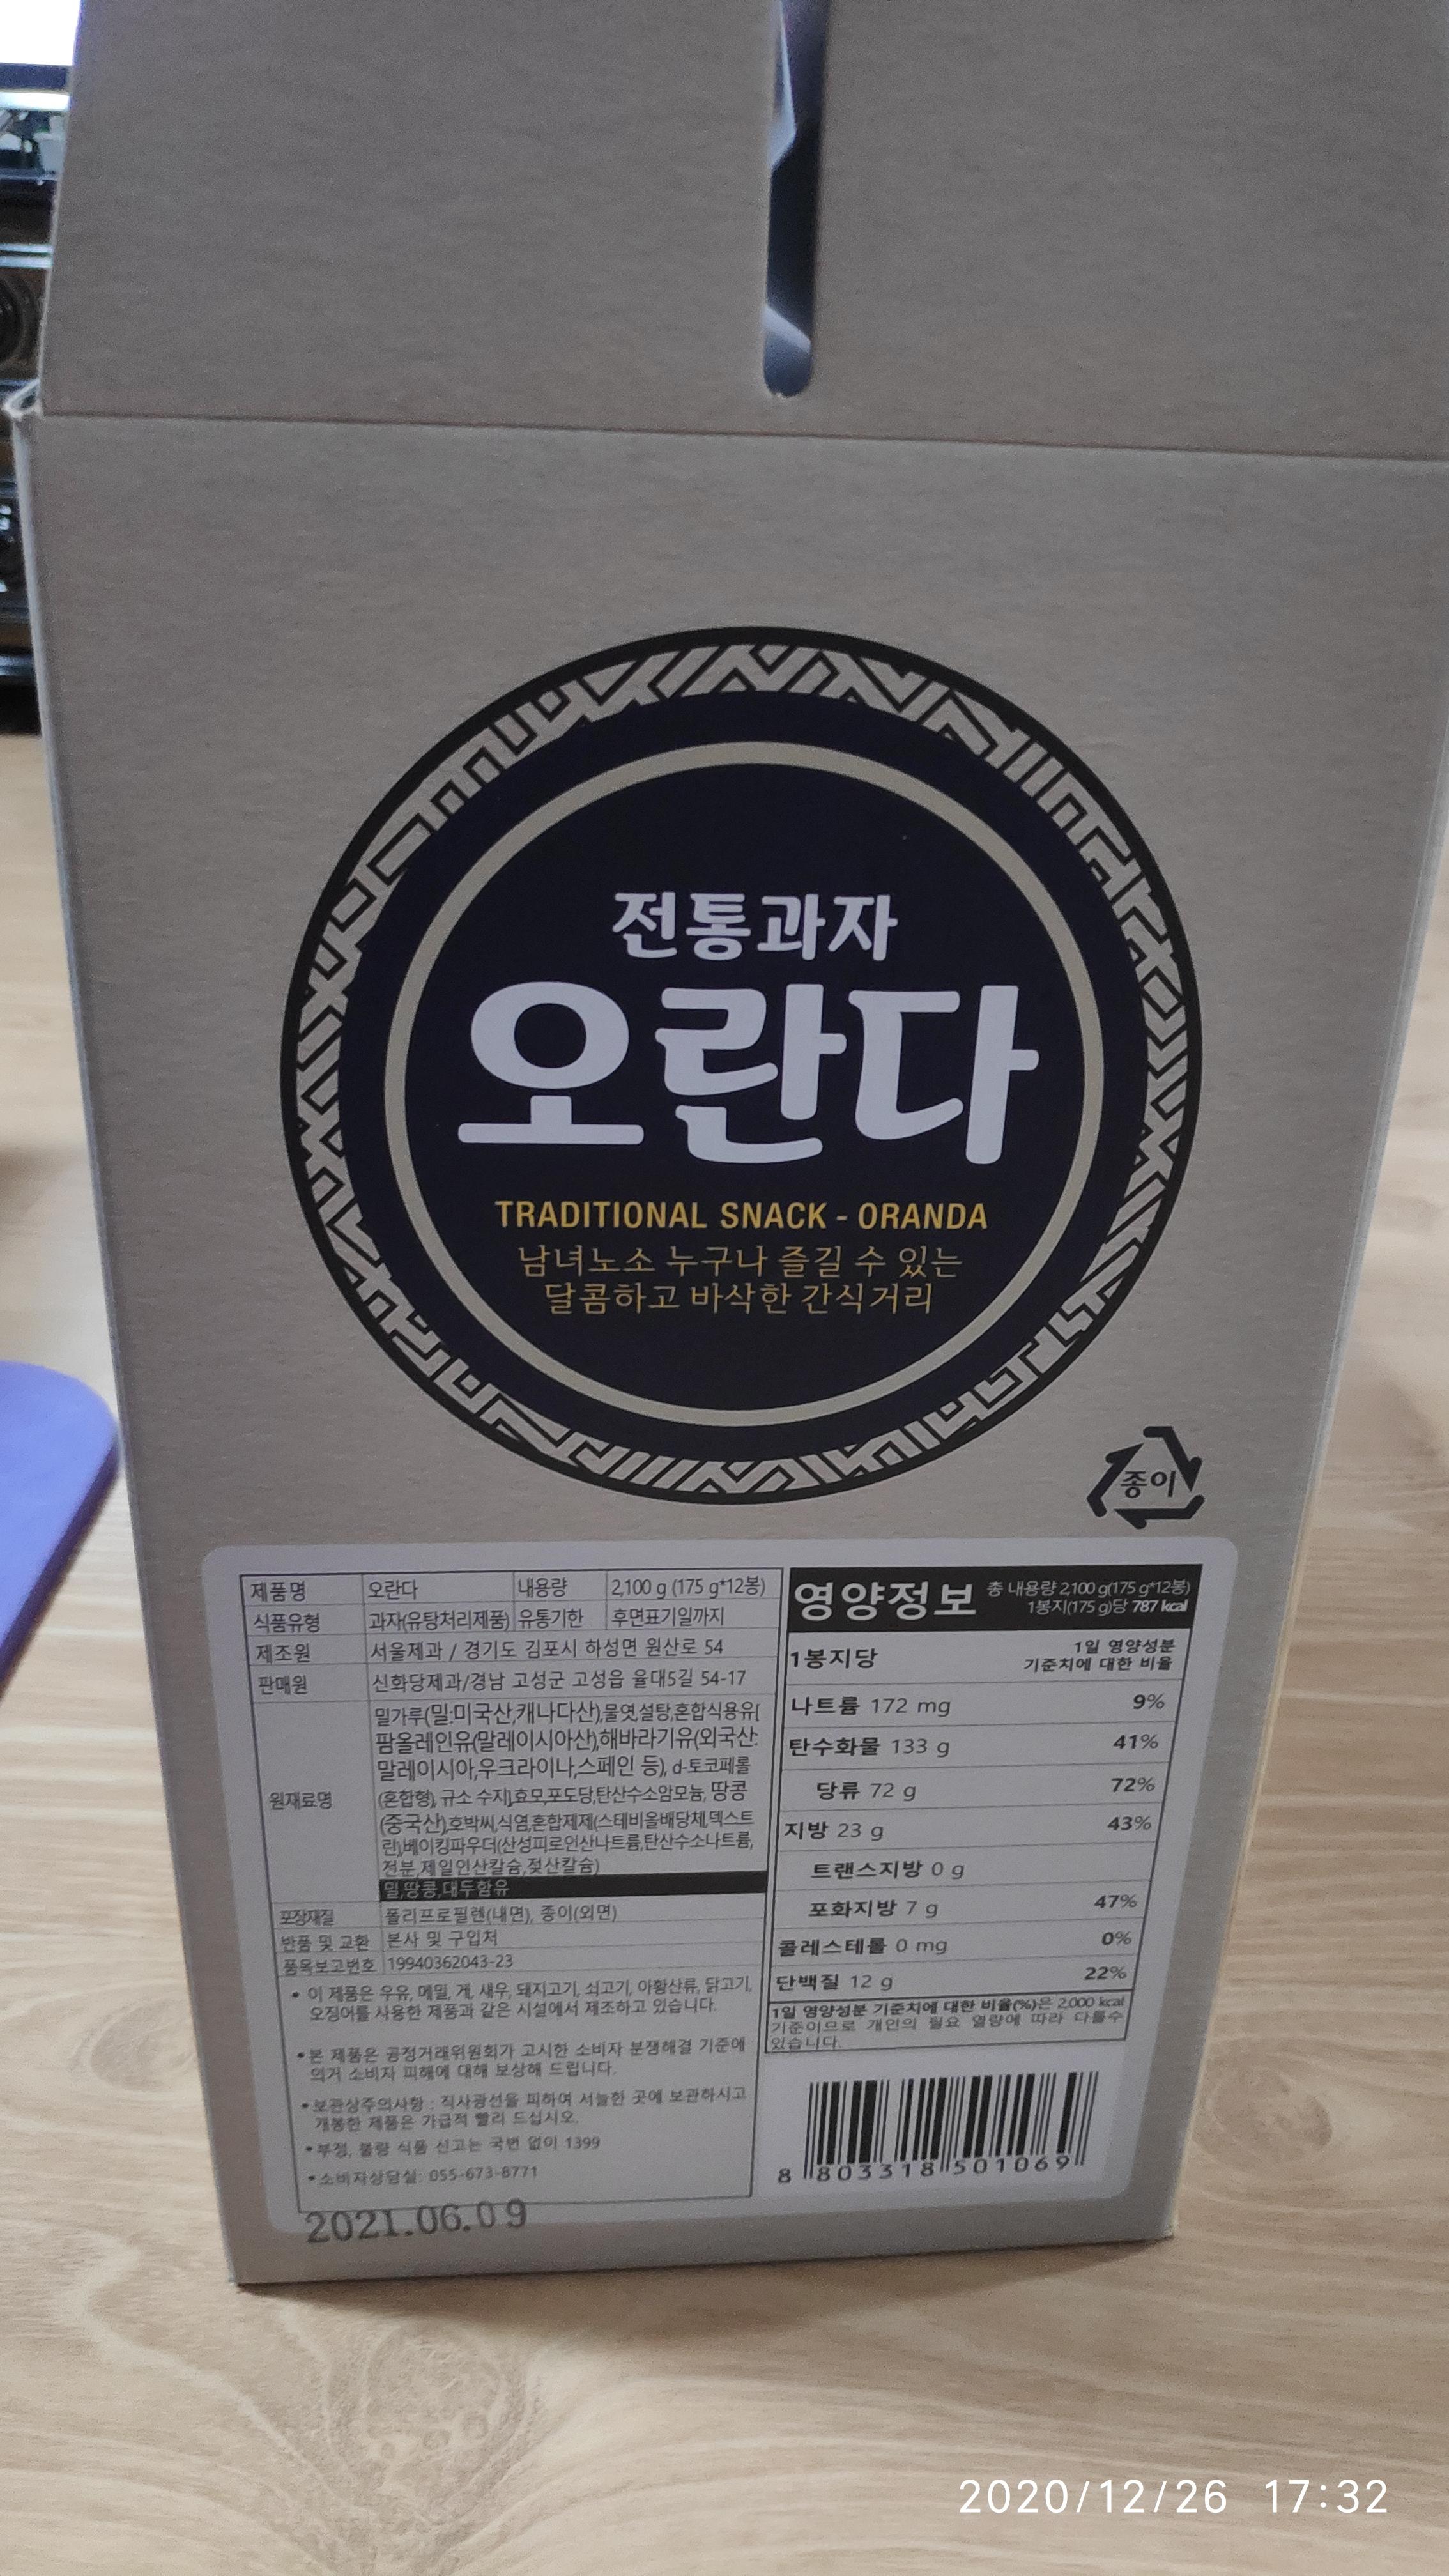 전통과자
오란다
TRADITIONAL SNACK - ORANDA
남녀노소 누구나 즐길 수 있는
달콤하고 바삭한 간식거리
종이
제품명 오란다 내용량 2,100 g (175 g*12봉)
식품유형 과자(유탕처리제품) 유통기한 후면표기일까지
제조원 서울제과 / 경기도 김포시 하성면 원산로 54
판매원 신화당제과/경남 고성군 고성읍 율대5길 54-17
원재료명
밀가루(밀:미국산,캐나다산),물엿,설탕,혼합식용유[
팜올레인유(말레이시아산),해바라기유(외국산:
말레이시아,우크라이나,스페인 등), d-토코페롤
(혼합형), 규소 수지],효모,포도당,탄산수소암모늄, 땅콩
(중국산),호박씨,식염,혼합제제(스테비올배당체,덱스트
린),베이킹파우더(산성피로인산나트륨,탄산수소나트륨,
전분,제일인산칼슘,젖산칼슘)
밀,땅콩,대두함유
포장재질 폴리프로필렌(내면), 종이(외면)
반품 및 교환 본사 및 구입처
품목보고번호 19940362043-23
• 이 제품은 우유, 메밀, 게, 새우, 돼지고기, 쇠고기, 아황산류, 닭고기,
오징어를 사용한 제품과 같은 시설에서 제조하고 있습니다.
•본 제품은 공정거래위원회가 고시한 소비자 분쟁해결 기준에
의거 소비자 피해에 대해 보상해 드립니다.
•보관상주의사항 : 직사광선을 피하여 서늘한 곳에 보관하시고
개봉한 제품은 가급적 빨리 드십시오.
•부정, 불량 식품 신고는 국번 없이 1399
•소비자상담실: 055-673-8771
2021.06.09
영양정보 총 내용량 2,100 g(175 g*12봉)
1봉지(175 g)당 787 kcal
1봉지당 1일 영양성분
기준치에 대한 비율
나트륨 172 mg 9%
탄수화물 133 g 41%
당류 72 g 72%
지방 23 g 43%
트랜스지방 0 g
포화지방 7 g 47%
콜레스테롤 0 mg 0%
단백질 12 g 22%
1일 영양성분 기준치에 대한 비율(%)은 2,000 kcal
기준이므로 개인의 필요 열량에 따라 다를수
있습니다.
8 803318 501069
2020/12/26 17:32